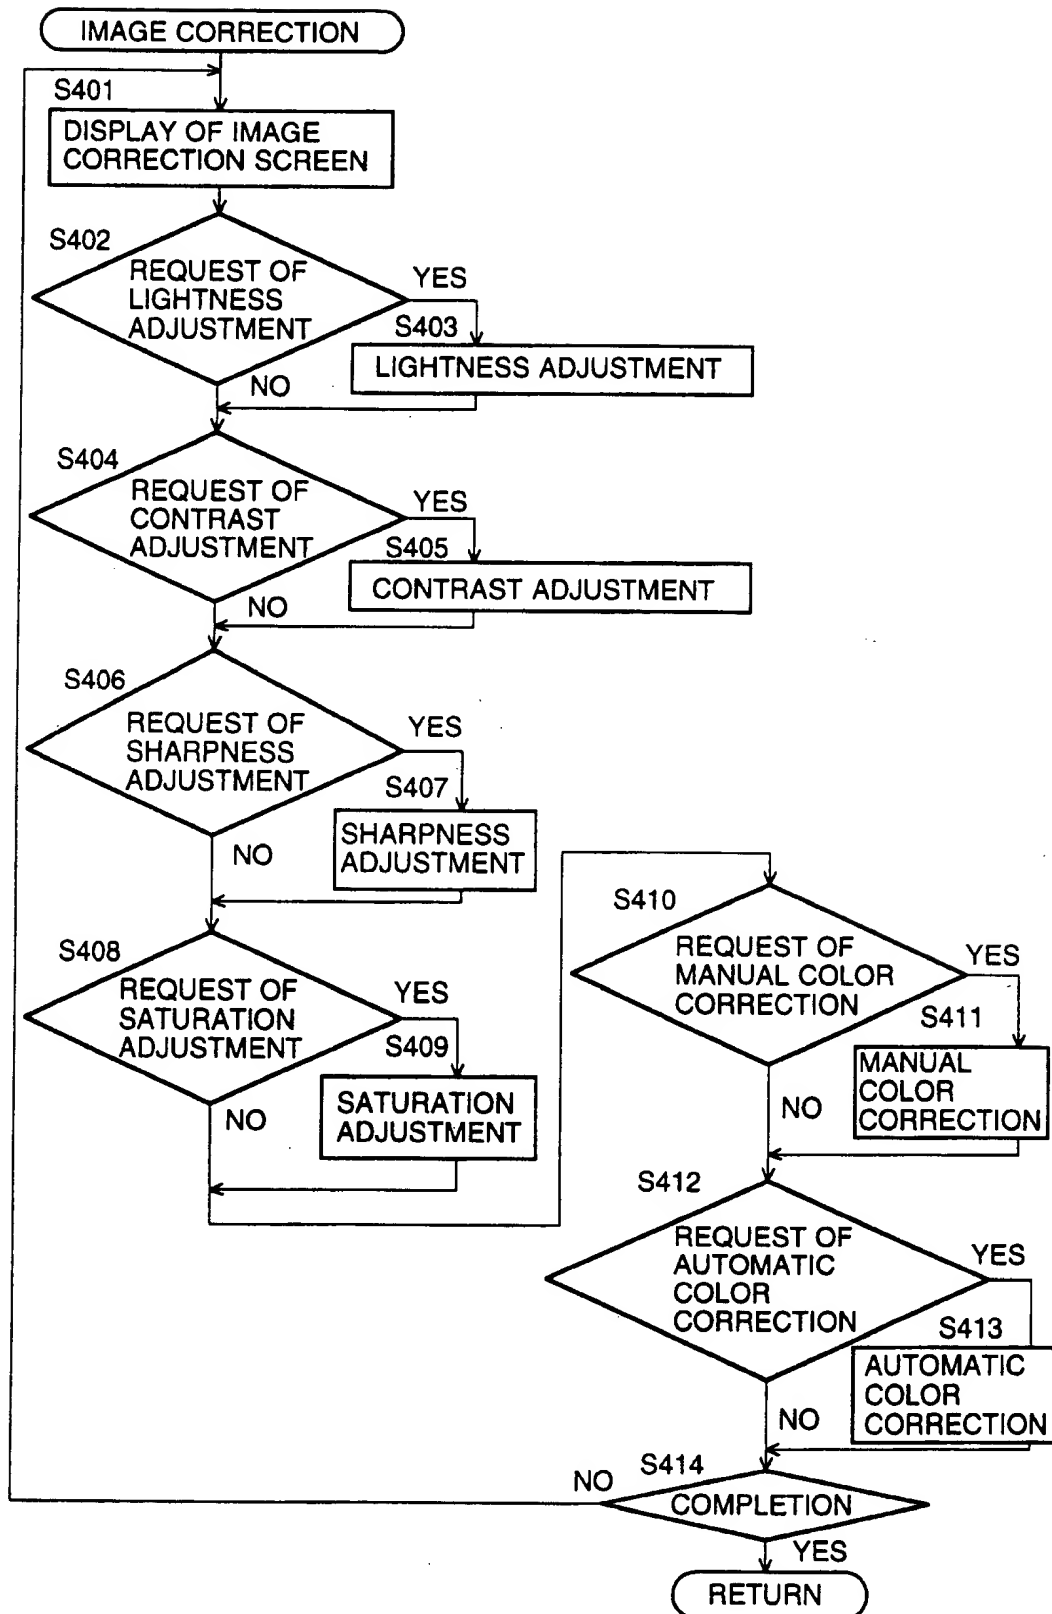 IMAGE CORRECTION
S401
DISPLAY OF IMAGE
CORRECTION SCREEN
S402
REQUEST OF
LIGHTNESS
ADJUSTMENT
YES
S403
LIGHTNESS ADJUSTMENT
NO
S404
REQUEST OF
CONTRAST
ADJUSTMENT
YES
S405
CONTRAST ADJUSTMENT
NO
S406
REQUEST OF
SHARPNESS
ADJUSTMENT
YES
S407
SHARPNESS
ADJUSTMENT
NO
S408
REQUEST OF
SATURATION
ADJUSTMENT
YES
S409
SATURATION
ADJUSTMENT
NO
S410
REQUEST OF
MANUAL COLOR
CORRECTION
YES
S411
MANUAL
COLOR
CORRECTION
NO
S412
REQUEST OF
AUTOMATIC
COLOR
CORRECTION
YES
S413
AUTOMATIC
COLOR
CORRECTION
NO
S414
COMPLETION
NO
YES
RETURN